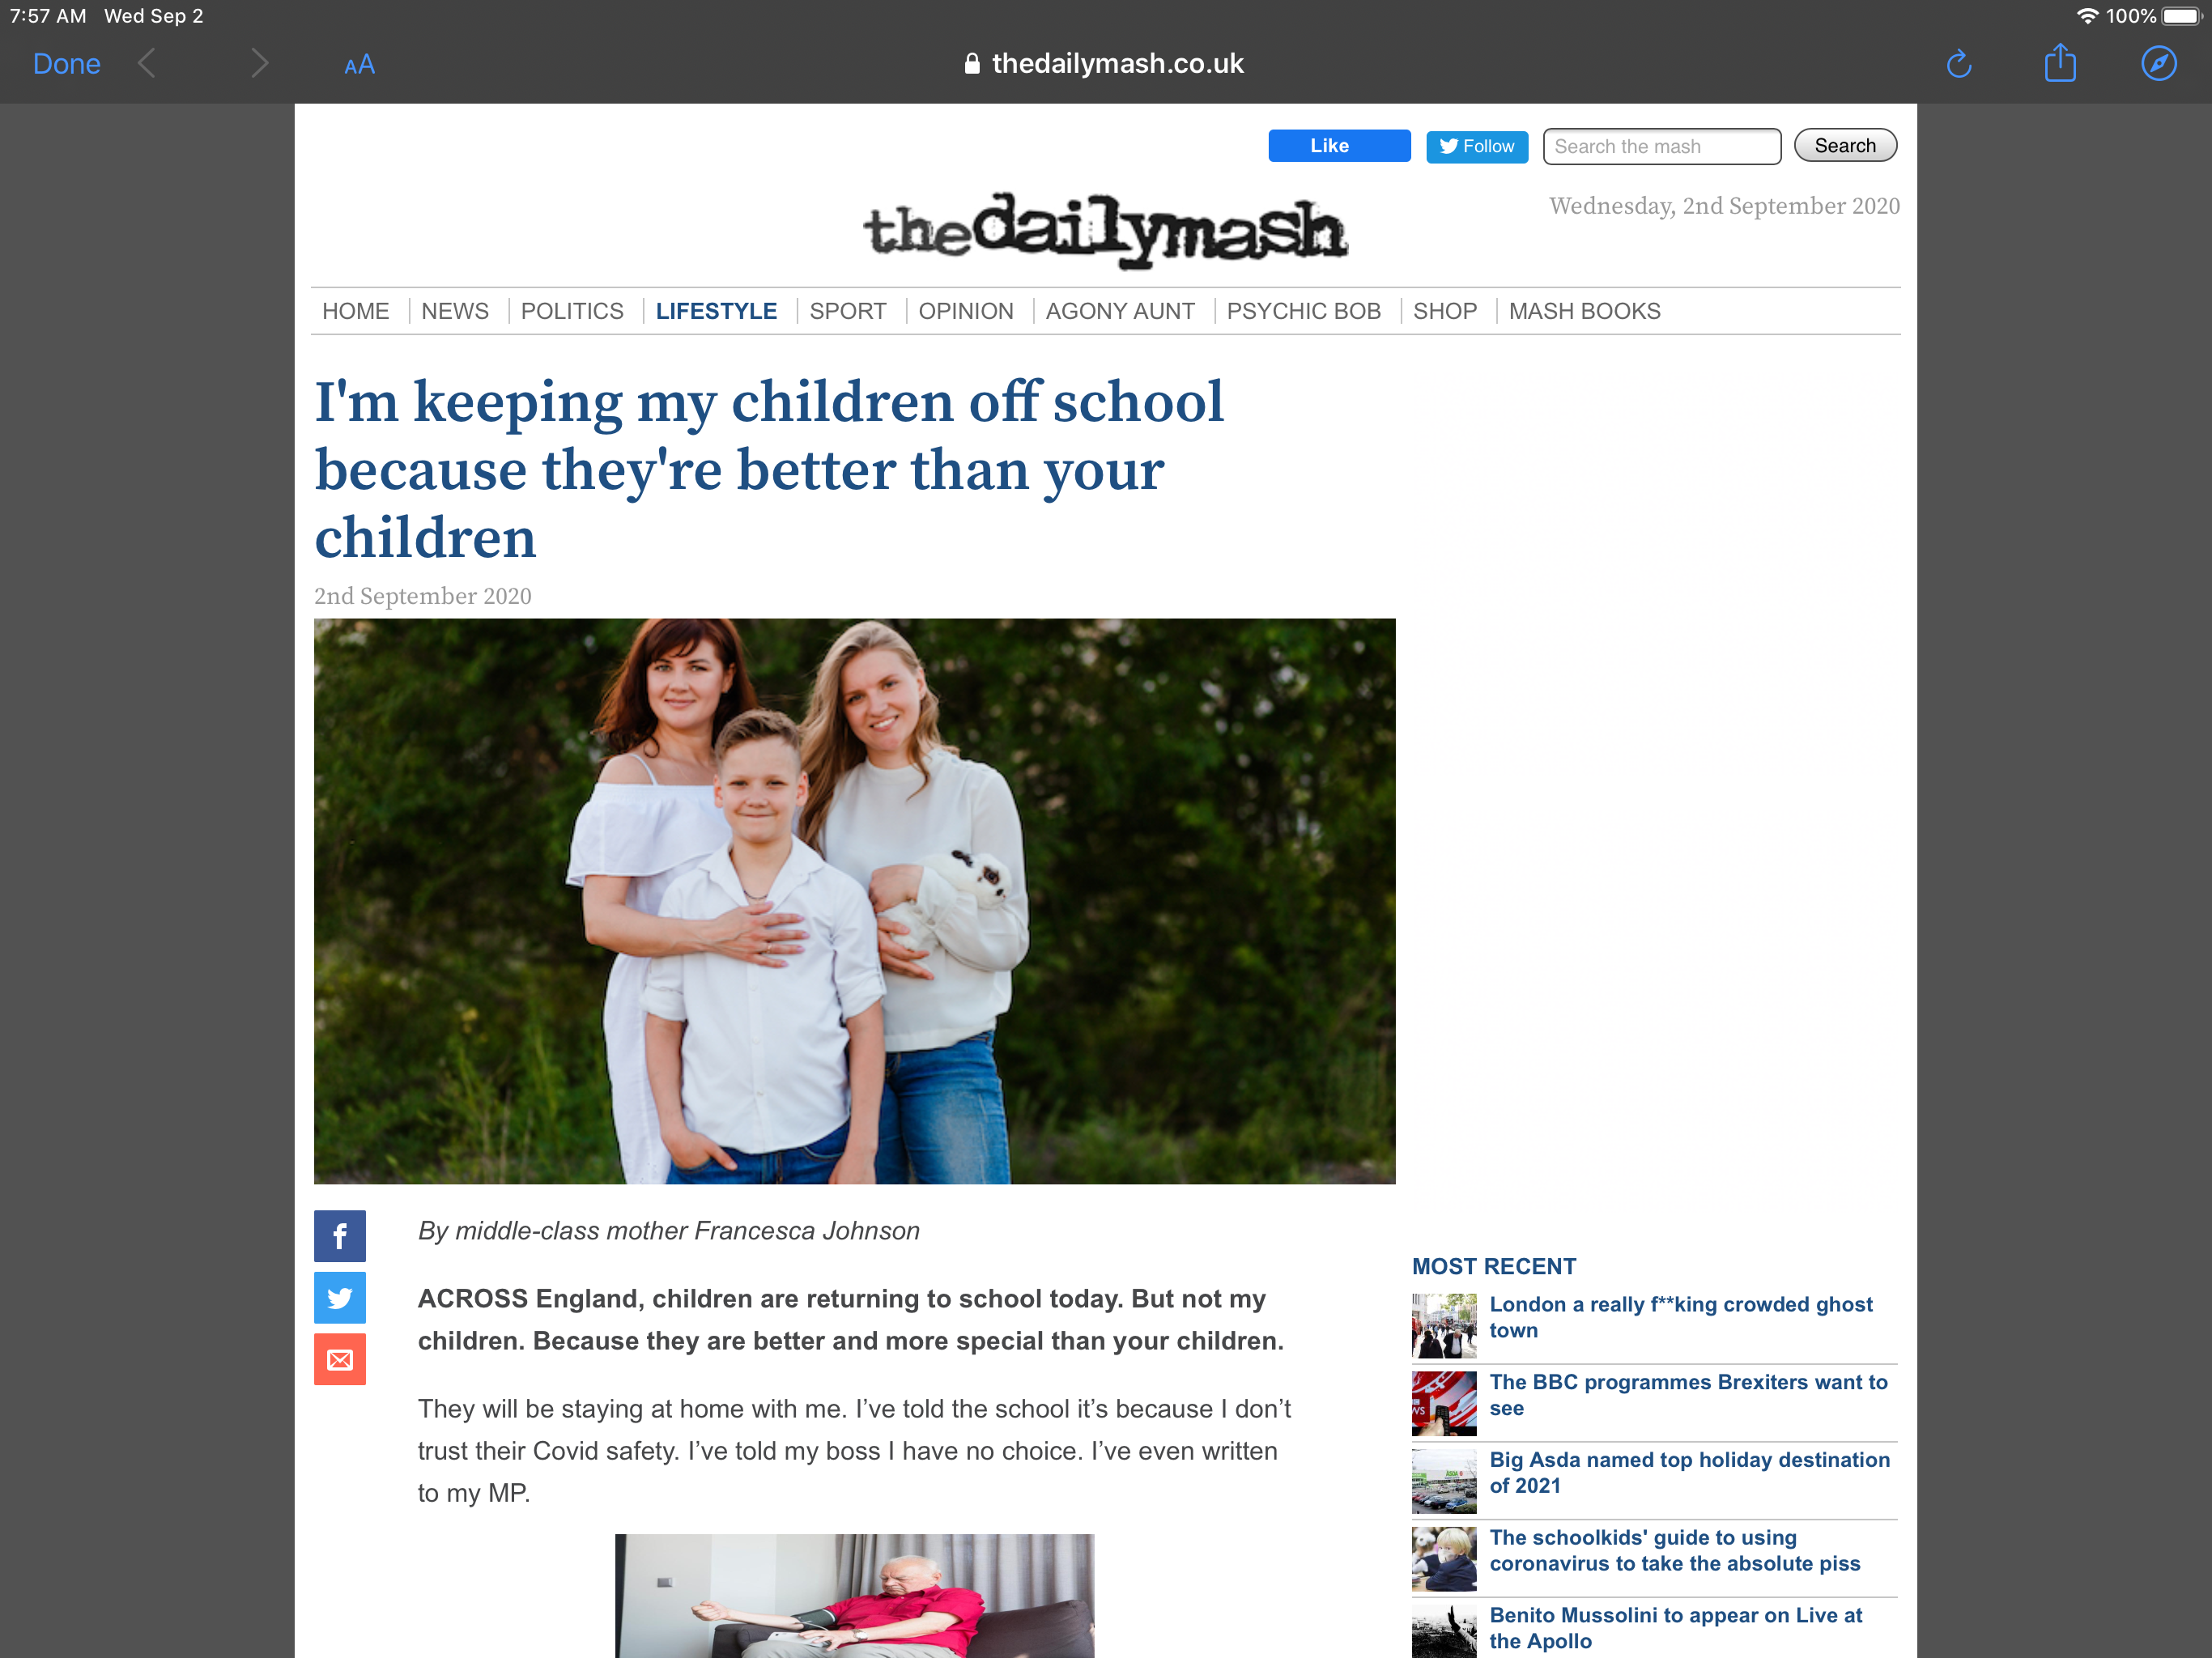 7:57 AM Wed Sep 2
100%
Done
AA
thedailymash.co.uk
Like
Follow
Search the mash
Search
thedailymash
Wednesday, 2nd September 2020
HOME NEWS POLITICS LIFESTYLE SPORT OPINION AGONY AUNT PSYCHIC BOB SHOP MASH BOOKS
I'm keeping my children off school
because they're better than your
children
2nd September 2020
f
By middle-class mother Francesca Johnson
ACROSS England, children are returning to school today. But not my
children. Because they are better and more special than your children.
They will be staying at home with me. I’ve told the school it’s because I don’t
trust their Covid safety. I’ve told my boss I have no choice. I’ve even written
to my MP.
MOST RECENT
London a really f**king crowded ghost
town
The BBC programmes Brexiters want to
see
Big Asda named top holiday destination
of 2021
The schoolkids' guide to using
coronavirus to take the absolute piss
Benito Mussolini to appear on Live at
the Apollo